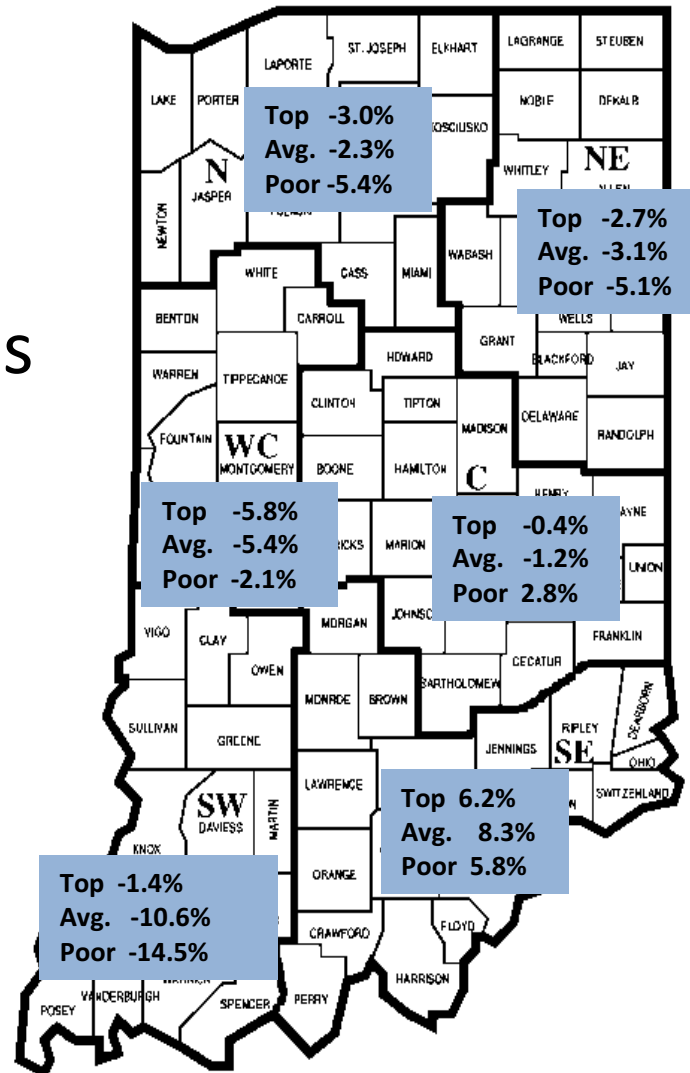 ST. JOSEPH
ELKHART
LAGRANGE
STEUBEN
LAPORTE
LAKE
PORTER
NOBLE
DEKALB
Top -3.0%
Avg. -2.3%
Poor -5.4%
N
JASPER
NEWTON
WHITLEY
NE
Top -2.7%
Avg. -3.1%
Poor -5.1%
WABASH
MIAMI
CASS
WHITE
CARROLL
BENTON
S
WARREN
TIPPECANOE
HOWARD
GRANT
WELLS
BLACKFORD
JAY
CLINTON
TIPTON
MADISON
DELAWARE
RANDOLPH
FOUNTAIN
WC
MONTGOMERY
BOONE
HAMILTON
C
Top -5.8%
Avg. -5.4%
Poor -2.1%
RICKS
MARION
Top -0.4%
Avg. -1.2%
Poor 2.8%
AYNE
UNION
VIGO
CLAY
OWEN
MORGAN
JOHNSO
FRANKLIN
DECATUR
BARTHOLOMEW
MONROE
BROWN
SULLIVAN
GREENE
JENNINGS
RIPLEY
SE
DEARBORN
OHIO
SWITZERLAND
ON
LAWRENCE
Top 6.2%
Avg. 8.3%
Poor 5.8%
SW
DAVIESS
MARTIN
KNOX
ORANGE
Top -1.4%
Avg. -10.6%
Poor -14.5%
CRAWFORD
FLOYD
HARRISON
PERRY
SPENCER
VANDERBURGH
POSEY